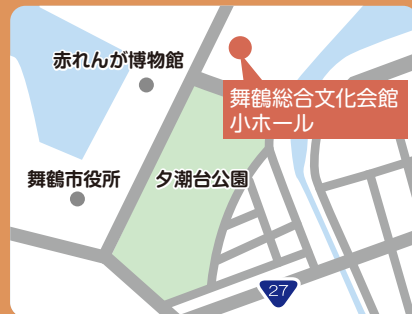 赤れんが博物館
舞鶴総合文化会館
小ホール
舞鶴市役所
夕潮台公園
27